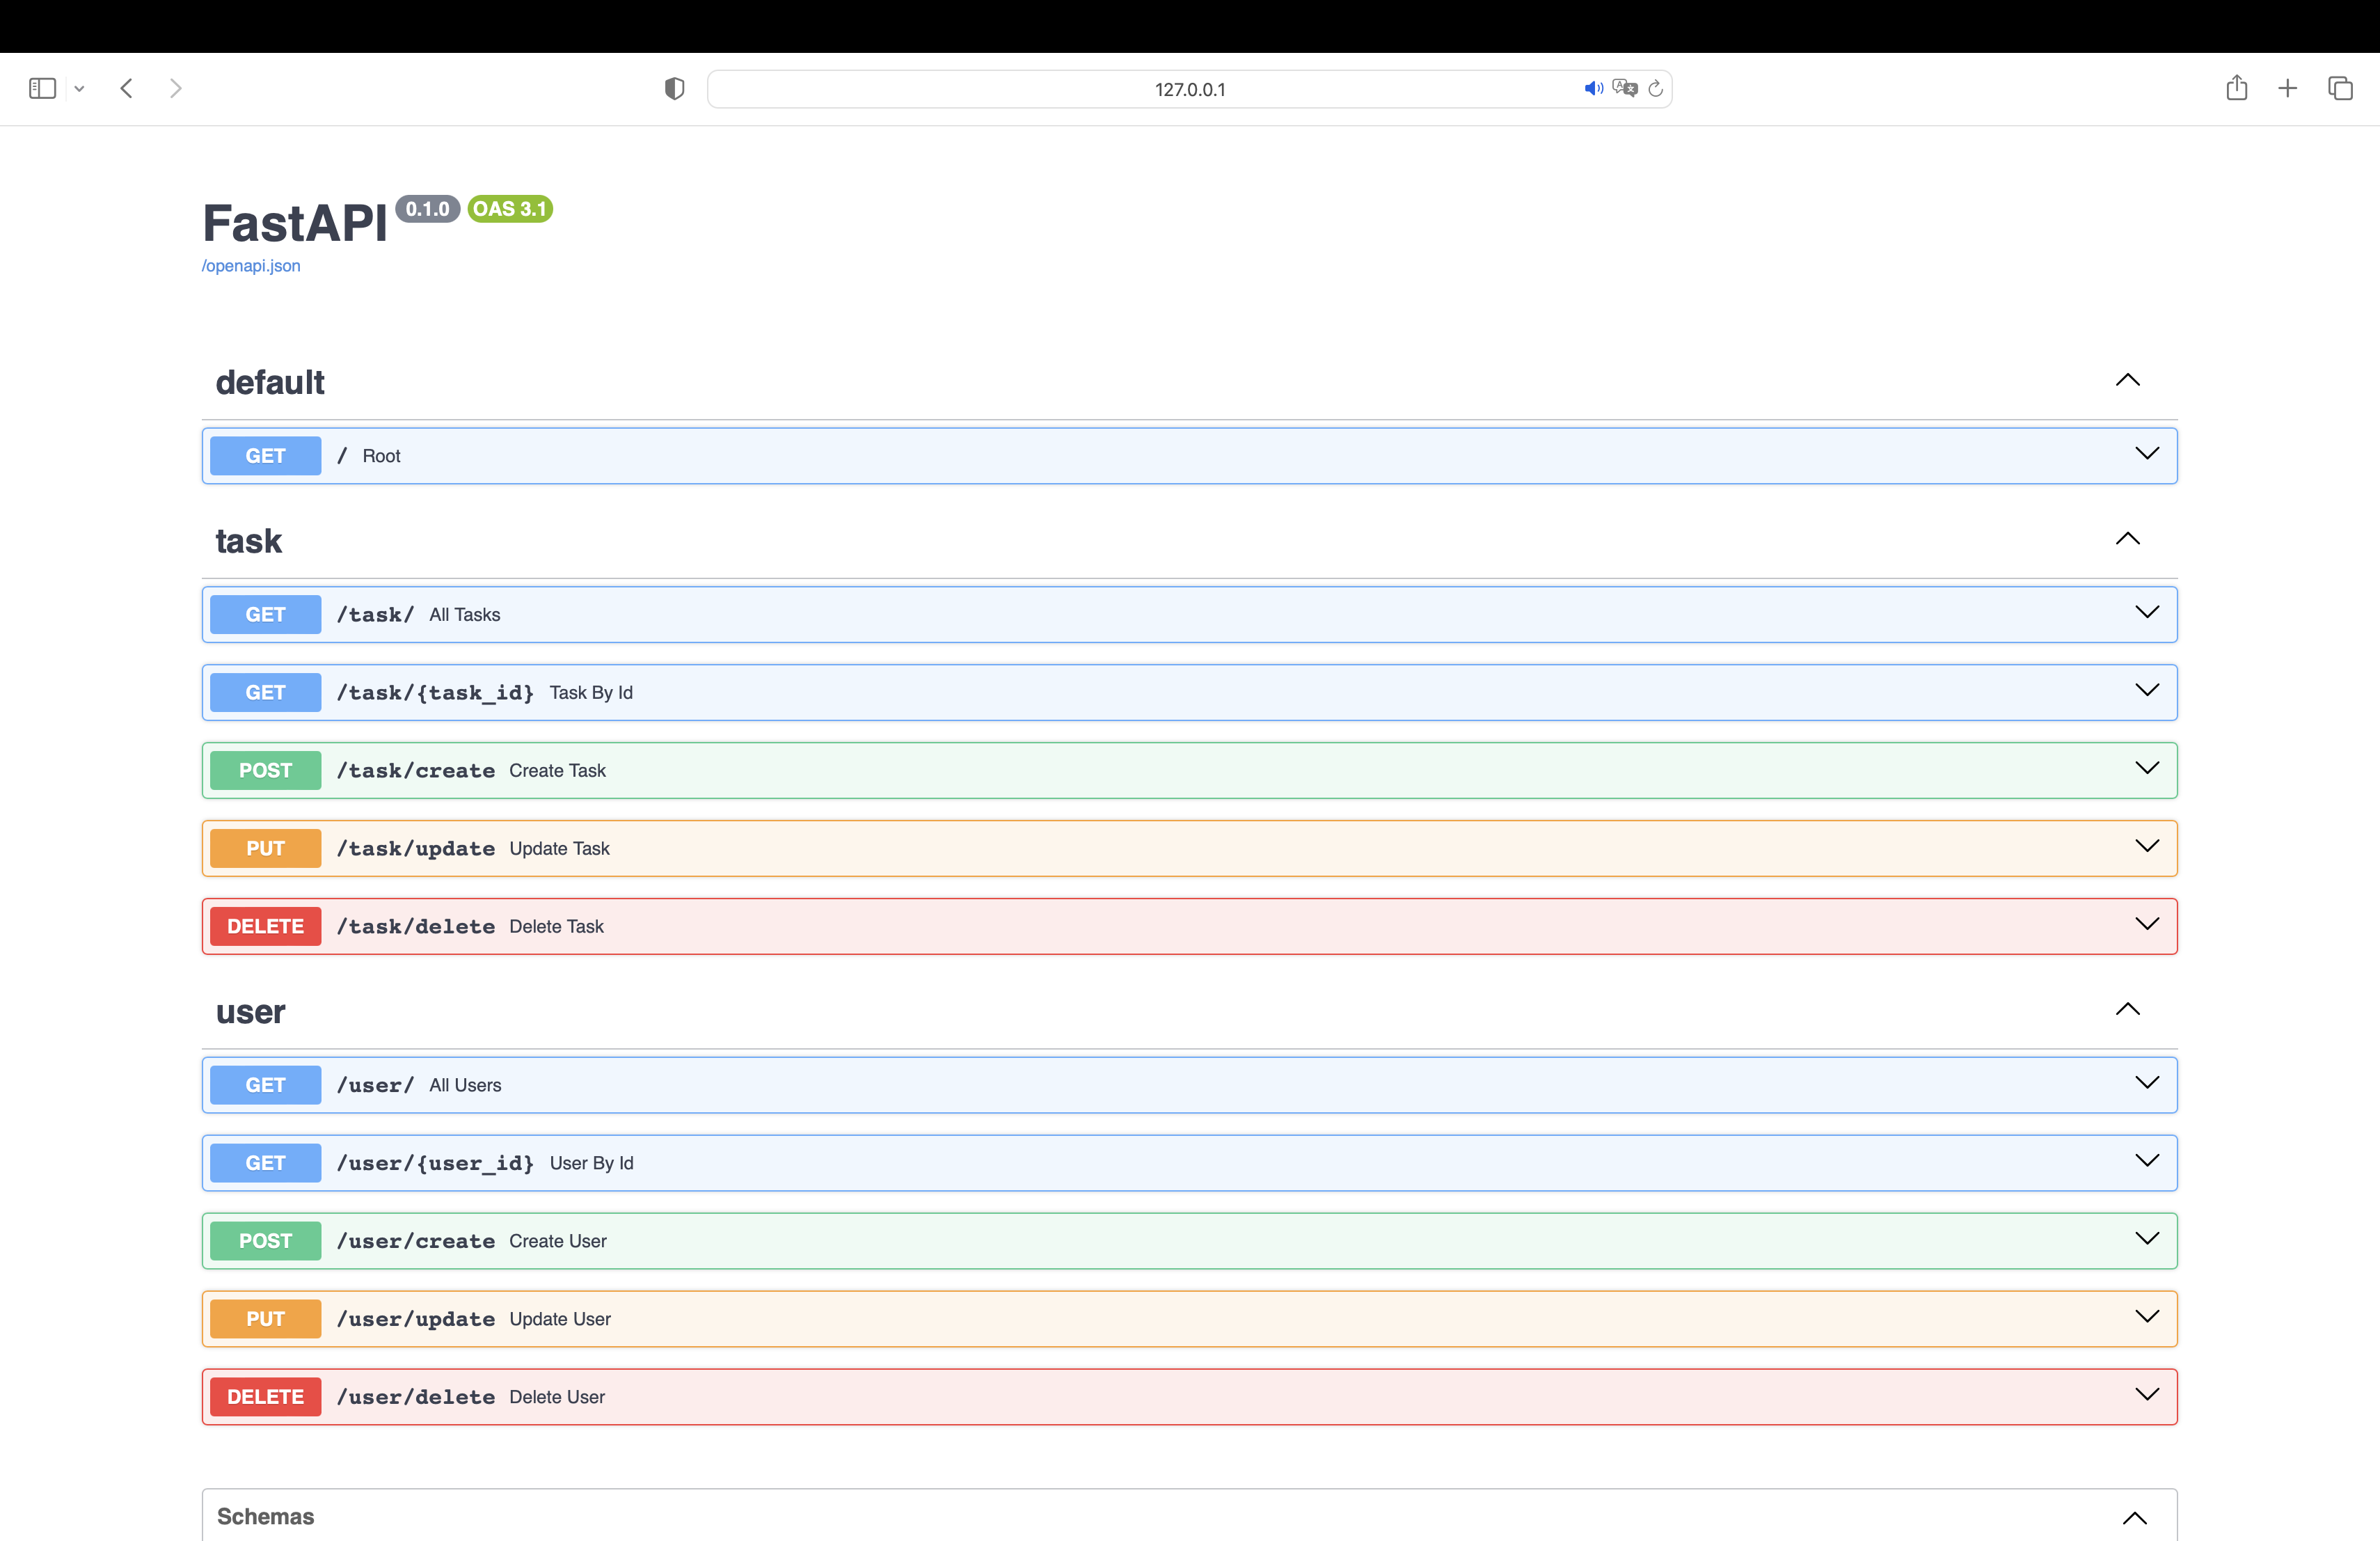 127.0.0.1
FastAPI 0.1.0 OAS 3.1
/openapi.json
default
GET / Root
task
GET /task/ All Tasks
GET /task/{task_id} Task By Id
POST /task/create Create Task
PUT /task/update Update Task
DELETE /task/delete Delete Task
user
GET /user/ All Users
GET /user/{user_id} User By Id
POST /user/create Create User
PUT /user/update Update User
DELETE /user/delete Delete User
Schemas